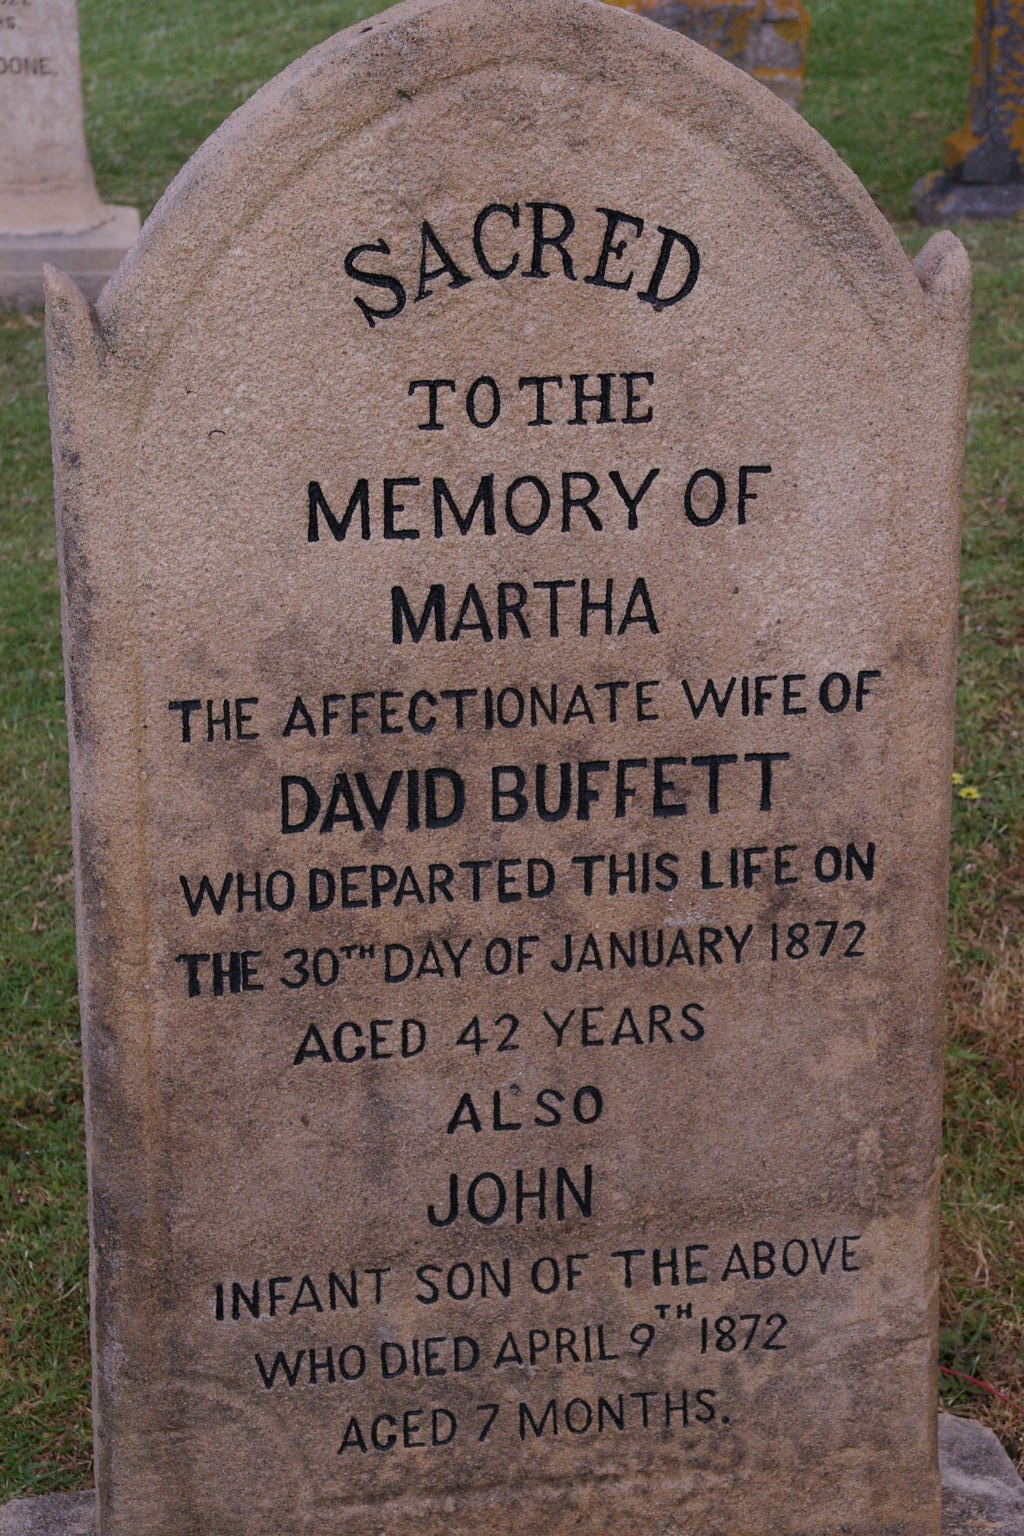 SACRED
TO THE
MEMORY OF
MARTHA
THE AFFECTIONATE WIFE OF
DAVID BUFFETT
WHO DEPARTED THIS LIFE ON
THE 30TH DAY OF JANUARY 1872
AGED 42 YEARS
ALSO
JOHN
INFANT SON OF THE ABOVE
WHO DIED APRIL 9TH 1872
AGED 7 MONTHS.